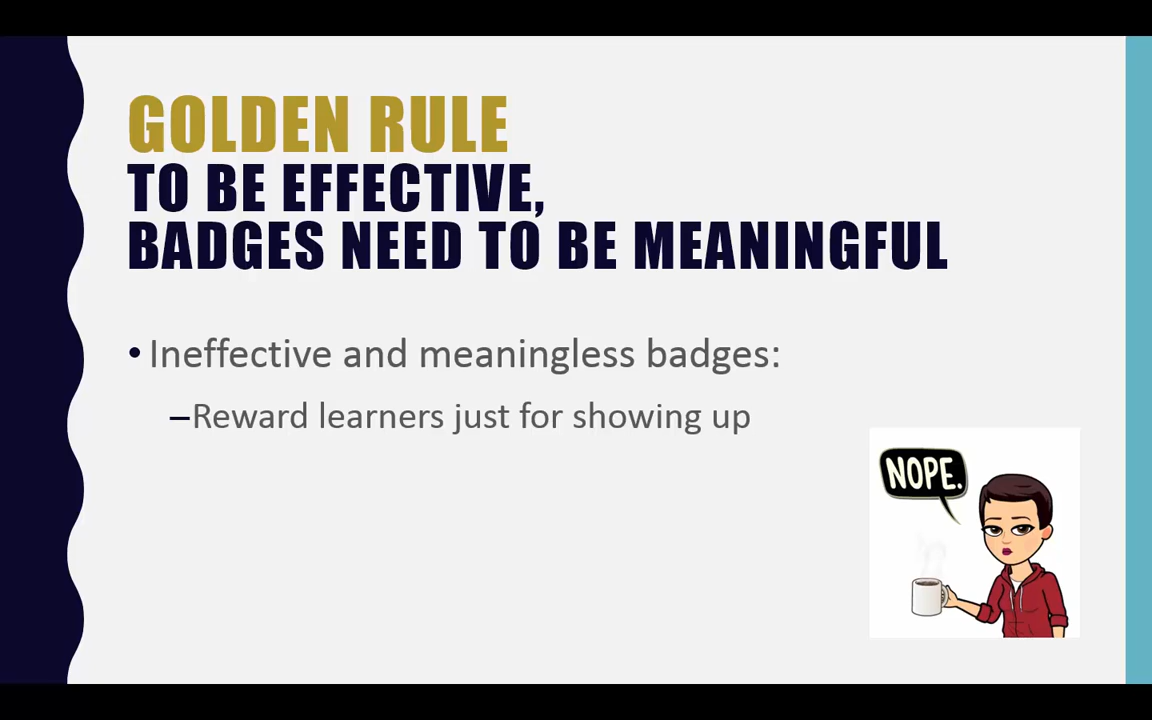 GOLDEN RULE
TO BE EFFECTIVE,
BADGES NEED TO BE MEANINGFUL
• Ineffective and meaningless badges:
–Reward learners just for showing up
NOPE.